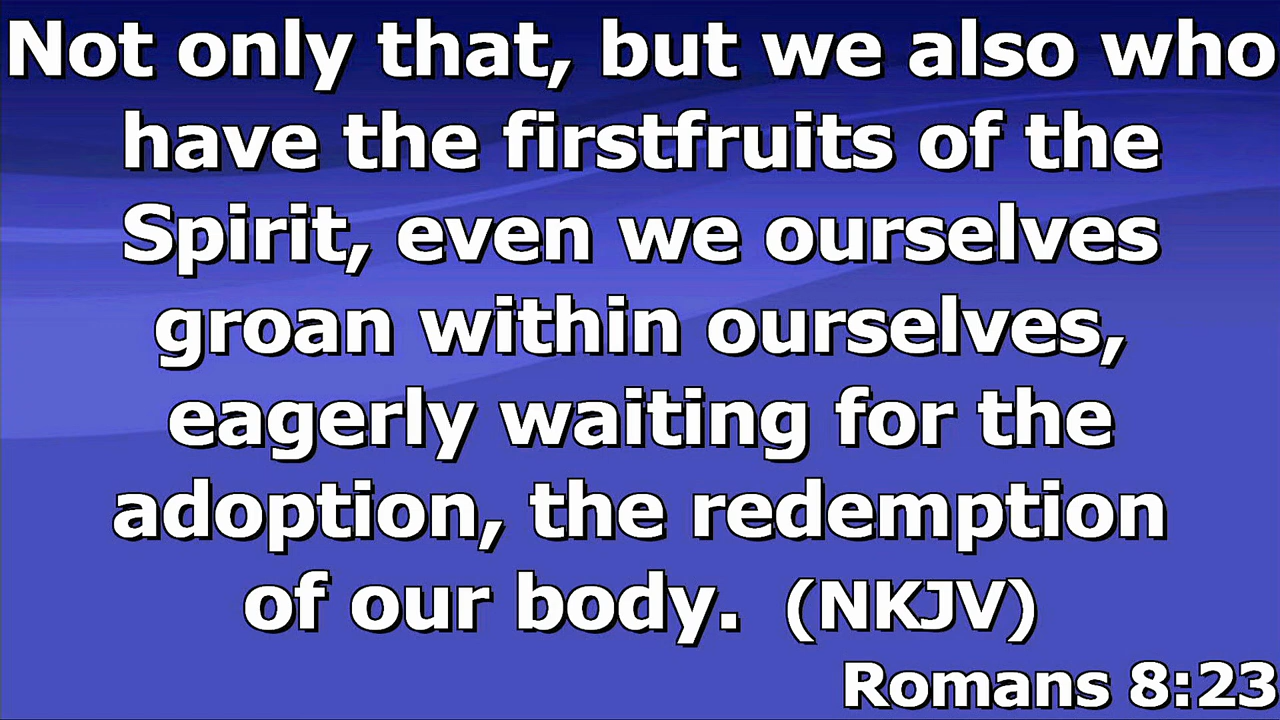 Not only that, but we also who
have the firstfruits of the
Spirit, even we ourselves
groan within ourselves,
eagerly waiting for the
adoption, the redemption
of our body.  (NKJV)
Romans 8:23